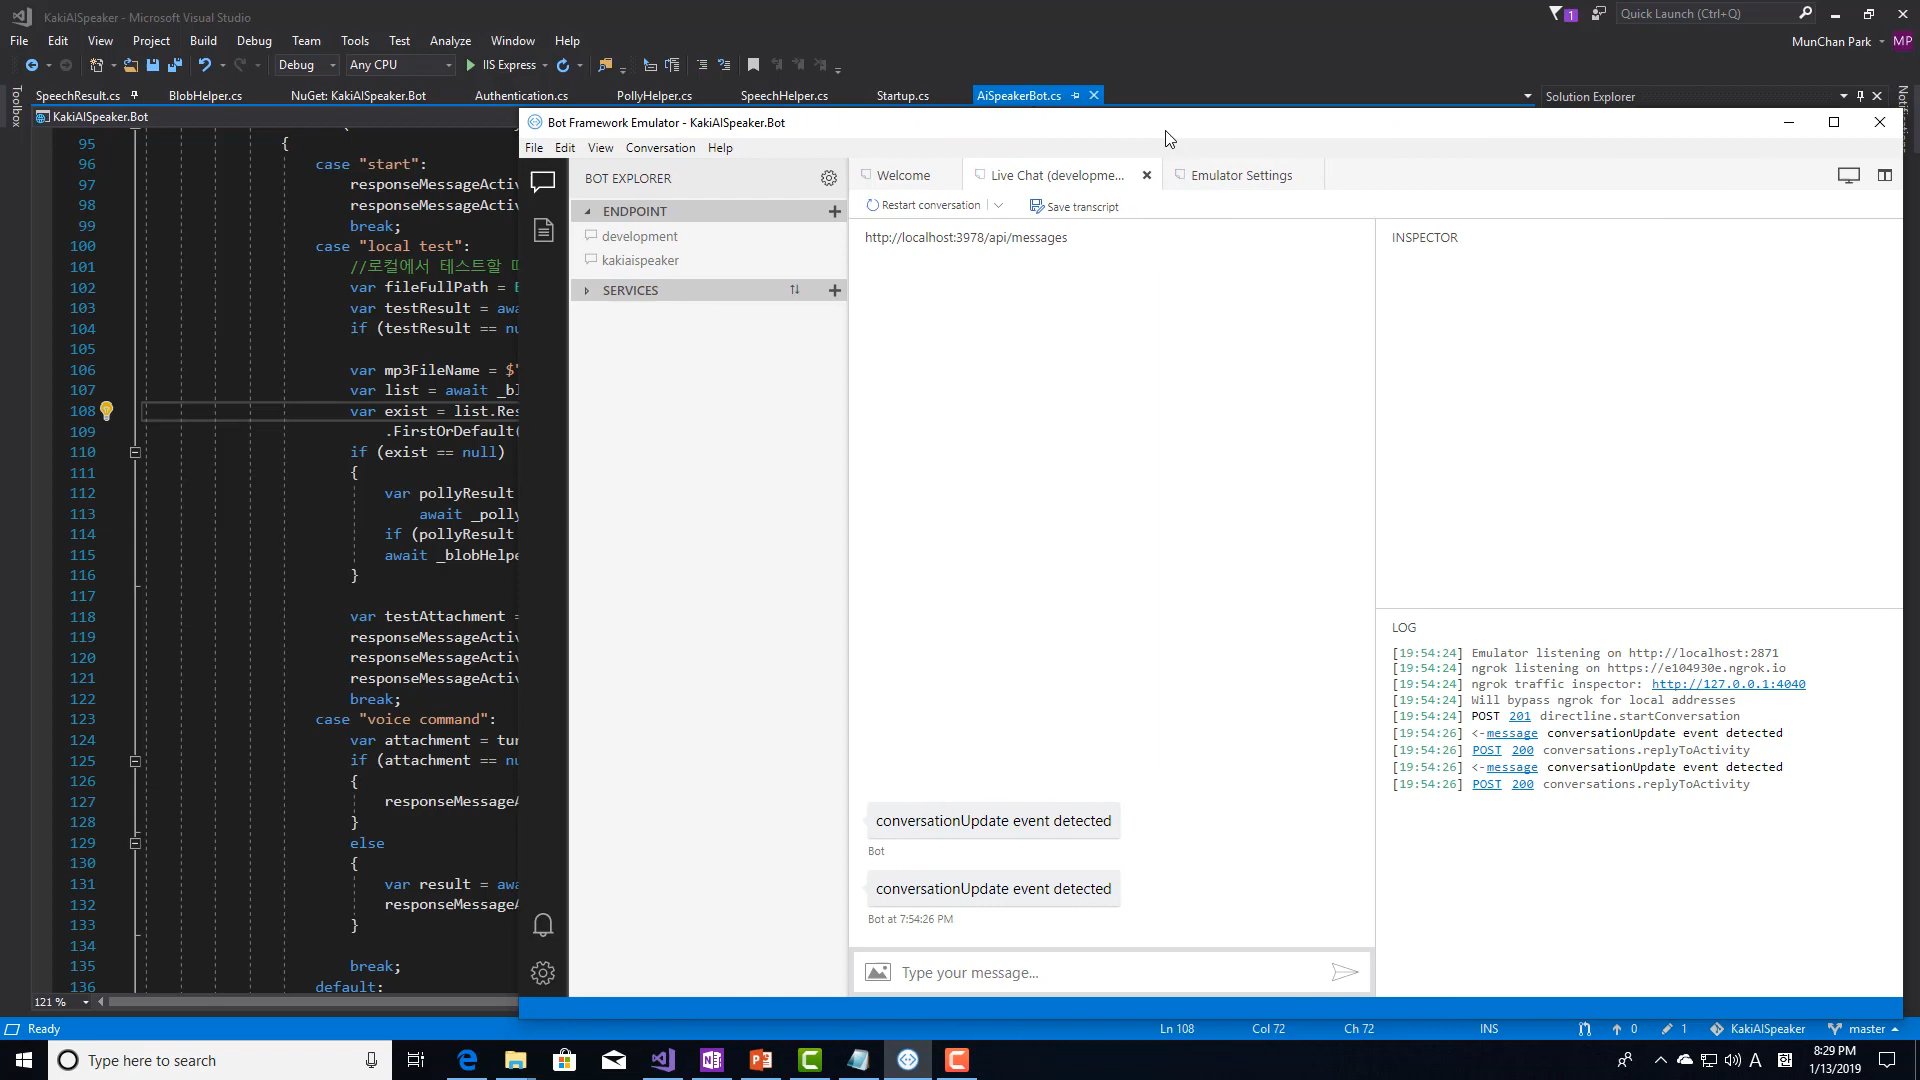 KakiAISpeaker - Microsoft Visual Studio
1
Quick Launch (Ctrl+Q)
File Edit View Project Build Debug Team Tools Test Analyze Window Help
MunChan Park MP
Debug Any CPU IIS Express
Toolbox
SpeechResult.cs BlobHelper.cs NuGet: KakiAISpeaker.Bot Authentication.cs PollyHelper.cs SpeechHelper.cs Startup.cs AiSpeakerBot.cs
Solution Explorer
KakiAISpeaker.Bot
95 {
96 case "start":
97 responseMessageActiv
98 responseMessageActiv
99 break;
100 case "local test":
101 //로컬에서 테스트할
102 var fileFullPath =
103 var testResult = awa
104 if (testResult == nu
105
106 var mp3FileName = $"
107 var list = await _bl
108 var exist = list.Res
109 .FirstOrDefault(
110 if (exist == null)
111 {
112 var pollyResult
113 await _polly
114 if (pollyResult
115 await _blobHelpe
116 }
117
118 var testAttachment =
119 responseMessageActiv
120 responseMessageActiv
121 responseMessageActiv
122 break;
123 case "voice command":
124 var attachment = tur
125 if (attachment == nu
126 {
127 responseMessageA
128 }
129 else
130 {
131 var result = awa
132 responseMessageA
133 }
134
135 break;
136 default:
121 %
Bot Framework Emulator - KakiAISpeaker.Bot
File Edit View Conversation Help
BOT EXPLORER
ENDPOINT
development
kakiaispeaker
SERVICES
Welcome
Live Chat (developme...
Emulator Settings
Restart conversation
Save transcript
http://localhost:3978/api/messages
conversationUpdate event detected
Bot
conversationUpdate event detected
Bot at 7:54:26 PM
Type your message...
INSPECTOR
LOG
[19:54:24] Emulator listening on http://localhost:2871
[19:54:24] ngrok listening on https://e104930e.ngrok.io
[19:54:24] ngrok traffic inspector: http://127.0.0.1:4040
[19:54:24] Will bypass ngrok for local addresses
[19:54:24] POST 201 directline.startConversation
[19:54:26] <-message conversationUpdate event detected
[19:54:26] POST 200 conversations.replyToActivity
[19:54:26] <-message conversationUpdate event detected
[19:54:26] POST 200 conversations.replyToActivity
Ready
Ln 108 Col 72 Ch 72 INS
0 1 KakiAISpeaker master
Type here to search
A 한
8:29 PM
1/13/2019